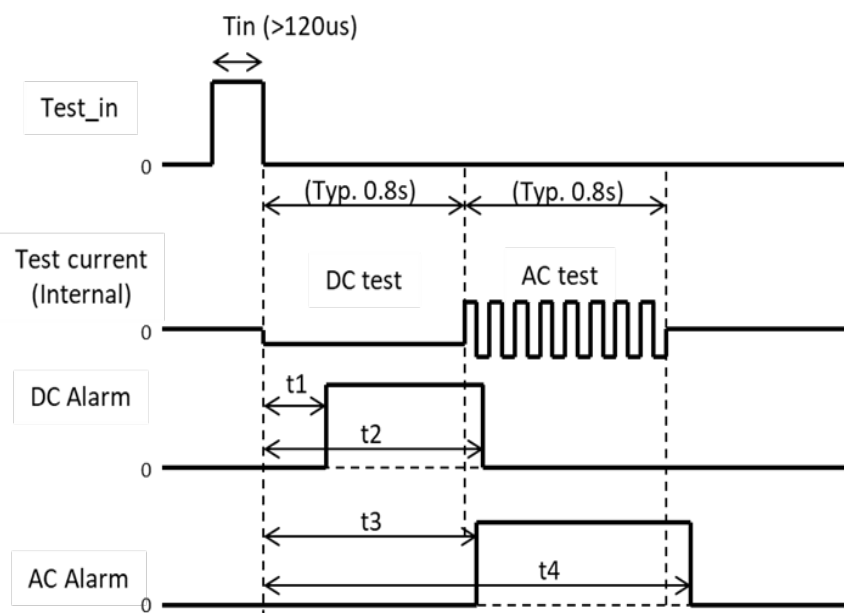 Tin (>120us)
Test_in
0
(Typ. 0.8s) (Typ. 0.8s)
Test current
(Internal)
DC test AC test
0
t1
DC Alarm
t2
0
t3
t4
AC Alarm
0